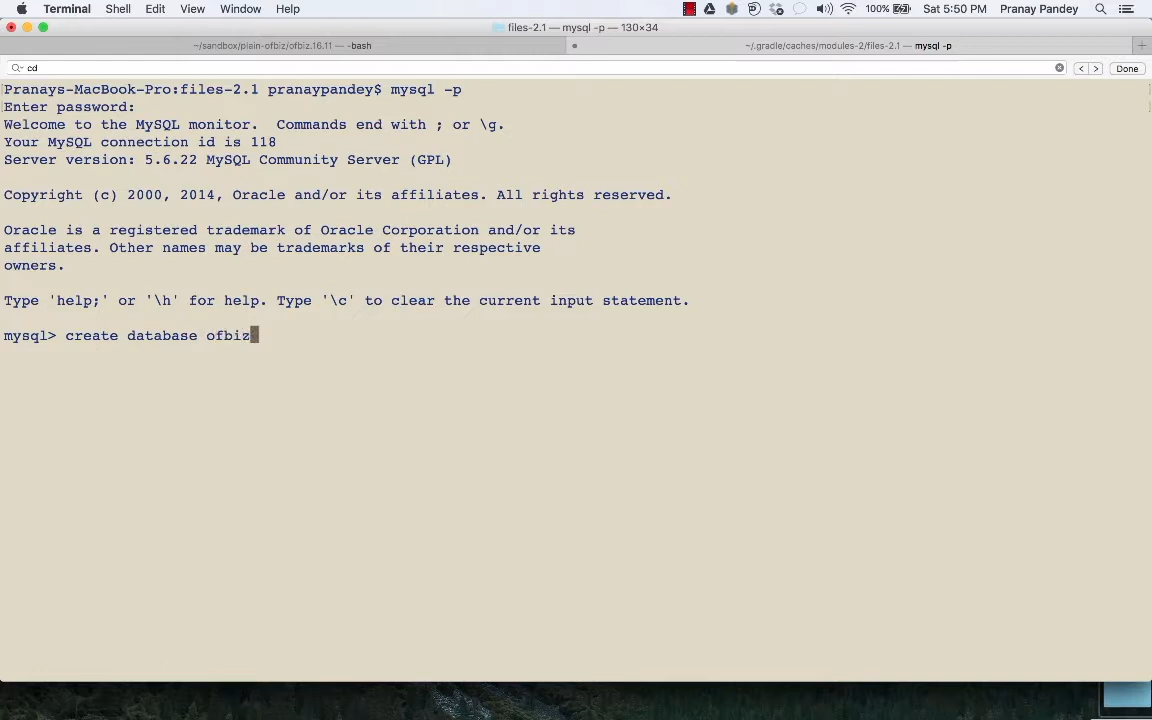 Terminal Shell Edit View Window Help 100% Sat 5:50 PM Pranay Pandey
files-2.1 — mysql -p — 130×34
~/sandbox/plain-ofbiz/ofbiz.16.11 — -bash ~/.gradle/caches/modules-2/files-2.1 — mysql -p
cd < > Done
Pranays-MacBook-Pro:files-2.1 pranaypandey$ mysql -p
Enter password:
Welcome to the MySQL monitor.  Commands end with ; or \g.
Your MySQL connection id is 118
Server version: 5.6.22 MySQL Community Server (GPL)
Copyright (c) 2000, 2014, Oracle and/or its affiliates. All rights reserved.
Oracle is a registered trademark of Oracle Corporation and/or its
affiliates. Other names may be trademarks of their respective
owners.
Type 'help;' or '\h' for help. Type '\c' to clear the current input statement.
mysql> create database ofbiz